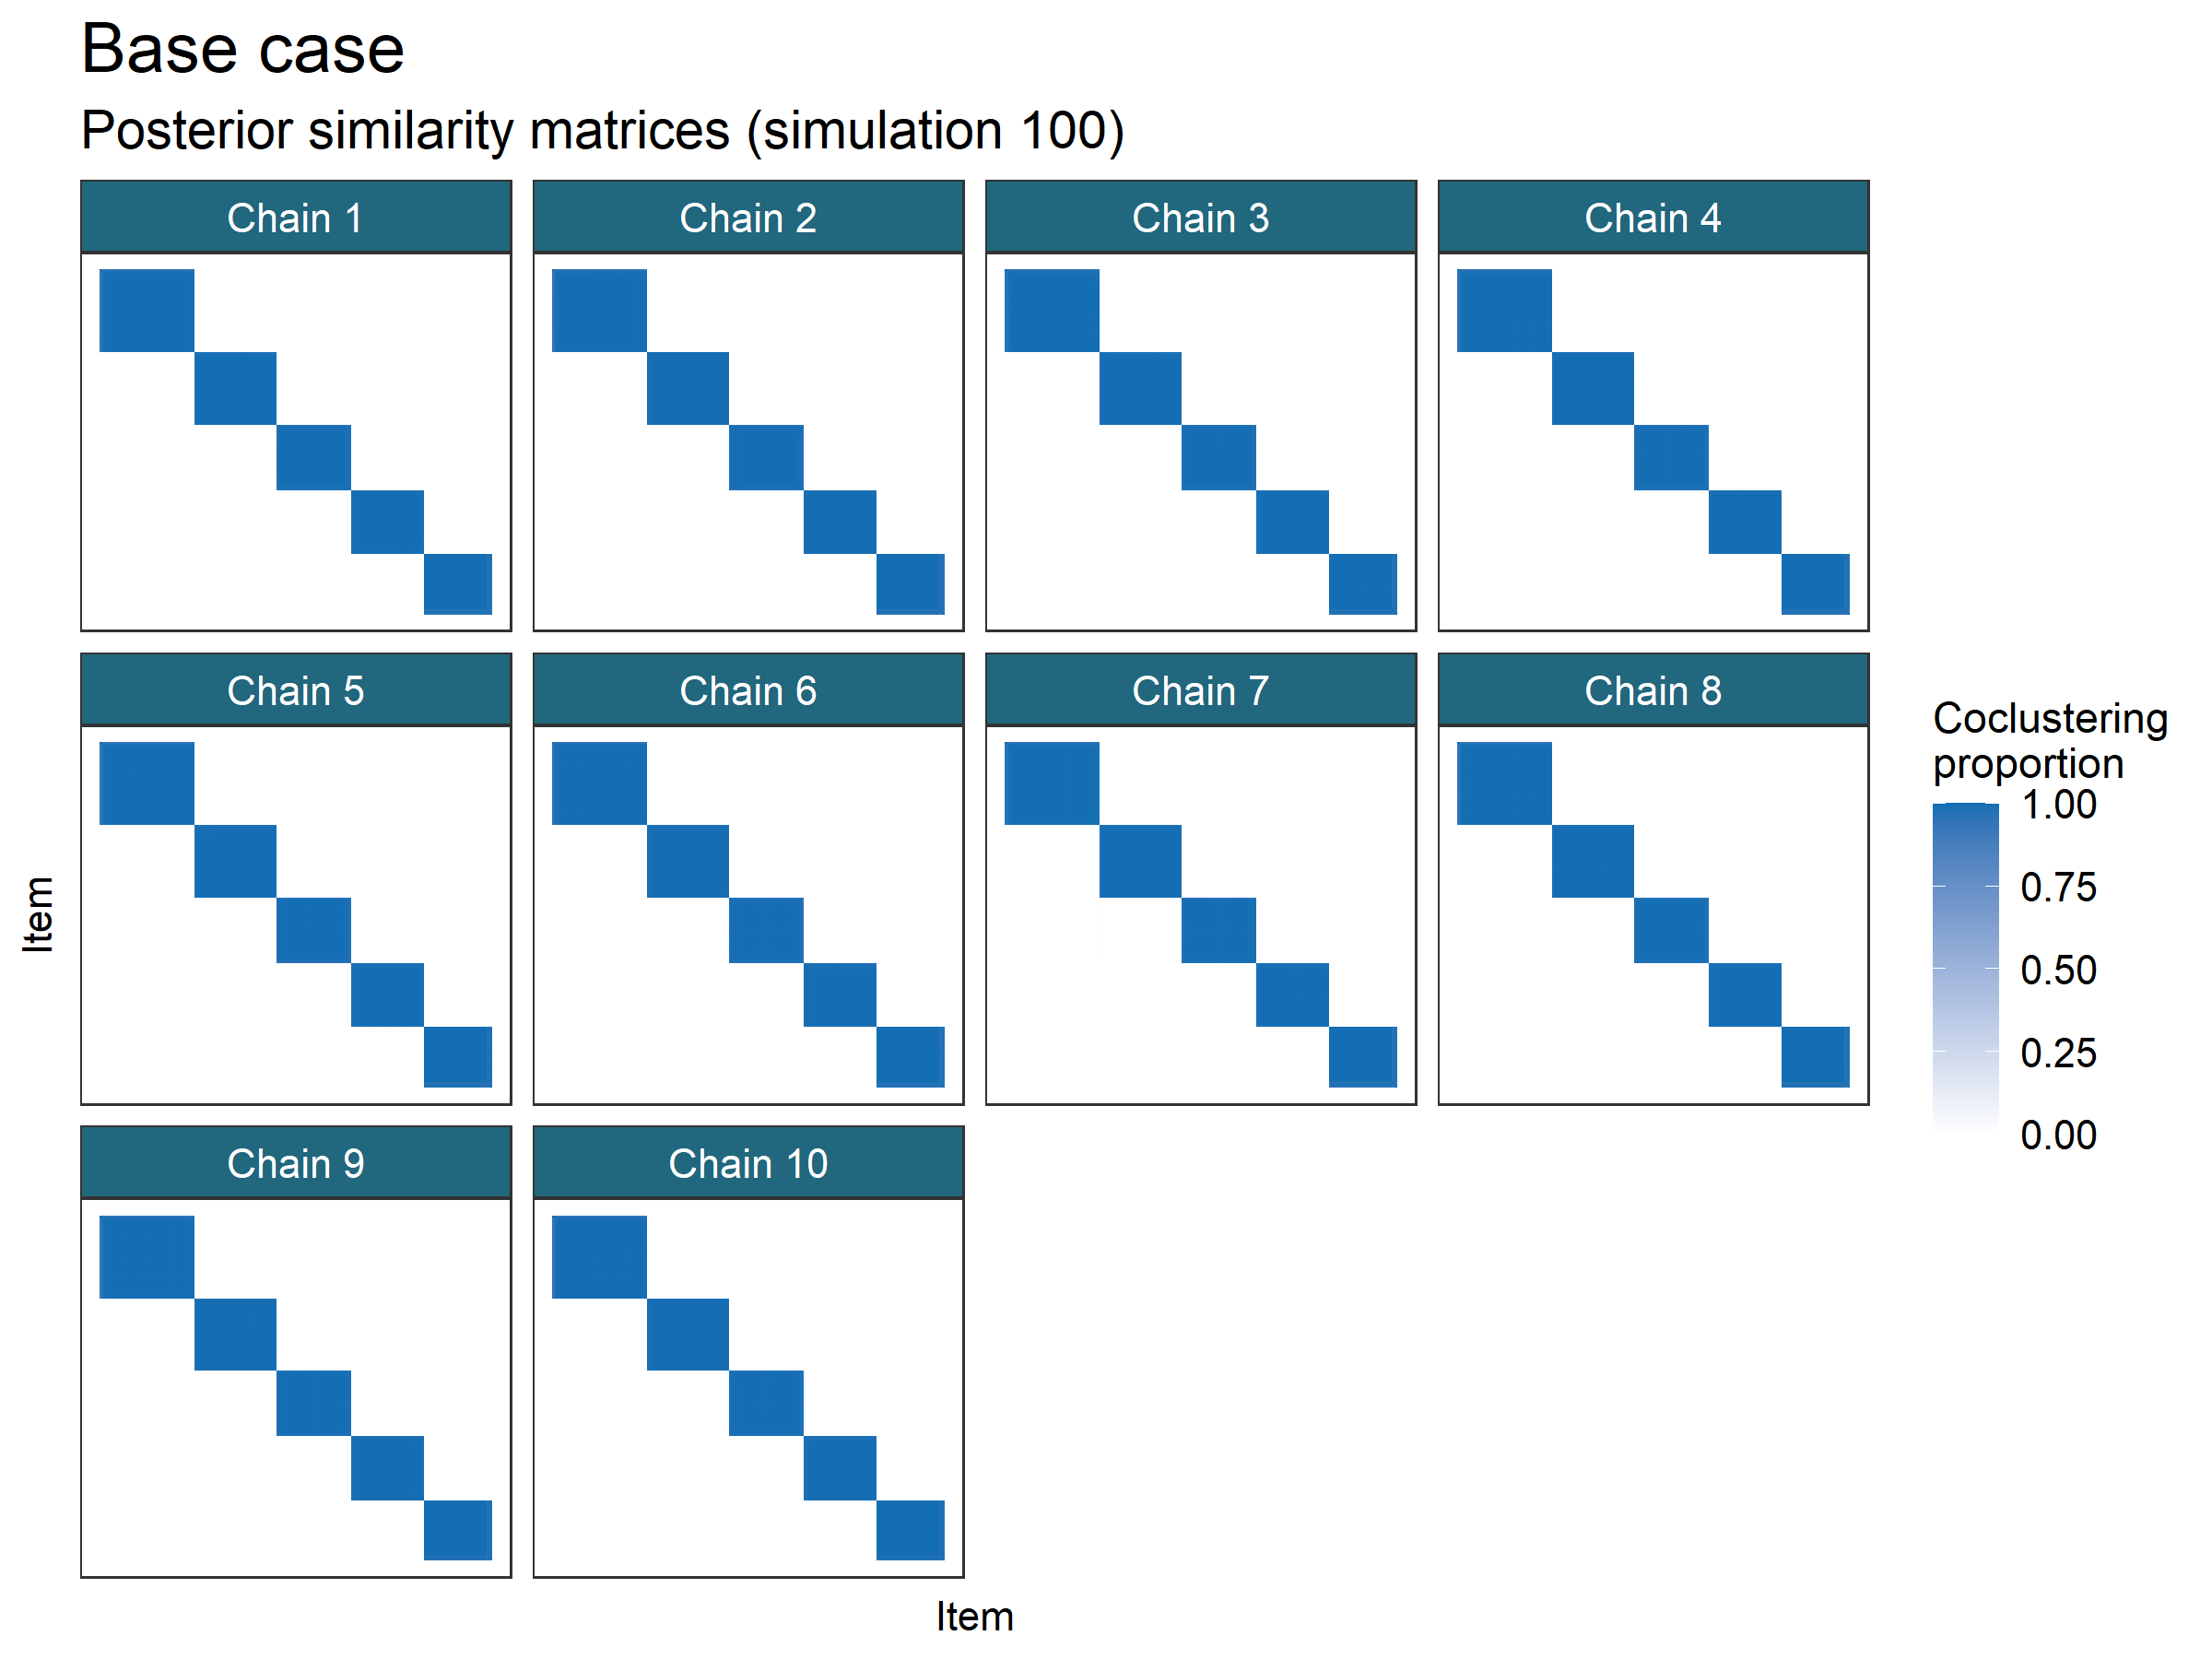 Base case
Posterior similarity matrices (simulation 100)
Chain 1
Chain 2
Chain 3
Chain 4
Chain 5
Chain 6
Chain 7
Chain 8
Chain 9
Chain 10
Item
Item
Coclustering
proportion
1.00
0.75
0.50
0.25
0.00